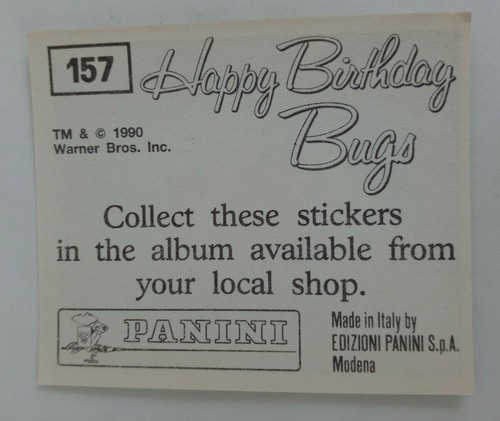 157
Happy Birthday
Bugs
TM & © 1990
Warner Bros. Inc.
Collect these stickers
in the album available from
your local shop.
PANINI
Made in Italy by
EDIZIONI PANINI S.p.A.
Modena